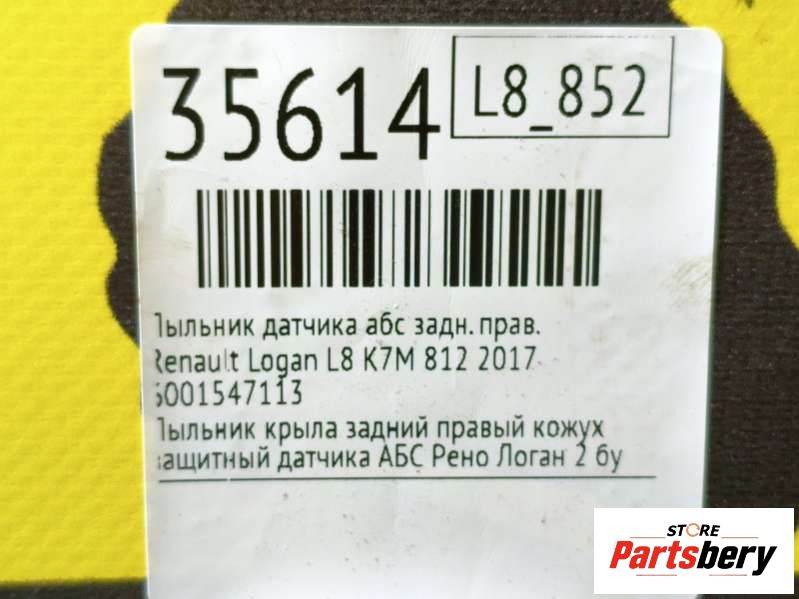 35614
L8_852
Пыльник датчика абс задн. прав.
Renault Logan L8 K7M 812 2017
6001547113
Пыльник крыла задний правый кожух
защитный датчика АБС Рено Логан 2 бу
STORE
Partsbery